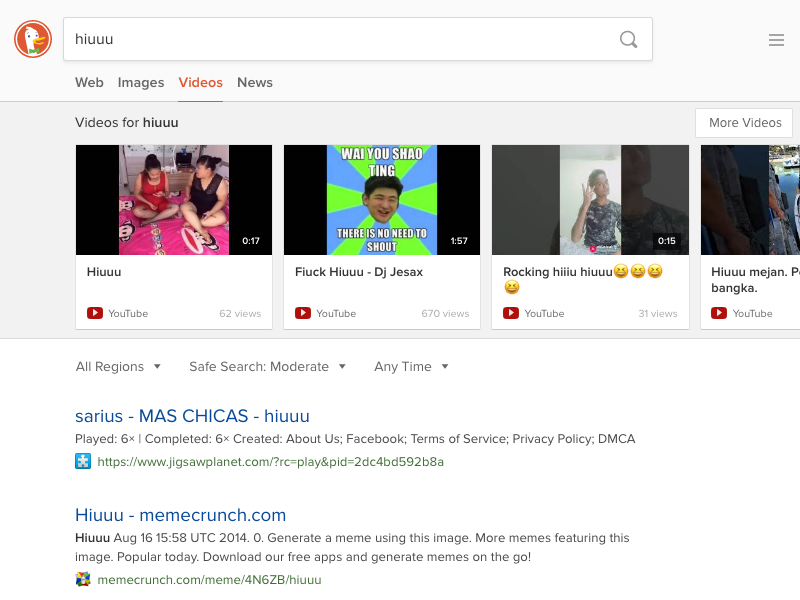 hiuuu
Web Images Videos News
Videos for hiuuu
More Videos
0:17
WAI YOU SHAO
TING
THERE IS NO NEED TO
SHOUT
1:57
0:15
Hiuuu
Fiuck Hiuuu - Dj Jesax
Rocking hiiiu hiuuu😆😆😆
😆
Hiuuu mejan. P
bangka.
YouTube 62 views
YouTube 670 views
YouTube 31 views
YouTube
All Regions Safe Search: Moderate Any Time
sarius - MAS CHICAS - hiuuu
Played: 6× | Completed: 6× Created: About Us; Facebook; Terms of Service; Privacy Policy; DMCA
https://www.jigsawplanet.com/?rc=play&pid=2dc4bd592b8a
Hiuuu - memecrunch.com
Hiuuu Aug 16 15:58 UTC 2014. 0. Generate a meme using this image. More memes featuring this
image. Popular today. Download our free apps and generate memes on the go!
memecrunch.com/meme/4N6ZB/hiuuu